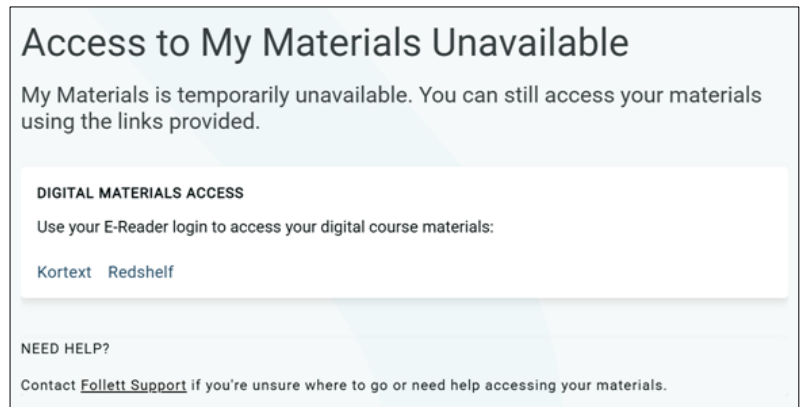 Access to My Materials Unavailable
My Materials is temporarily unavailable. You can still access your materials
using the links provided.
DIGITAL MATERIALS ACCESS
Use your E-Reader login to access your digital course materials:
Kortext Redshelf
NEED HELP?
Contact Follett Support if you're unsure where to go or need help accessing your materials.